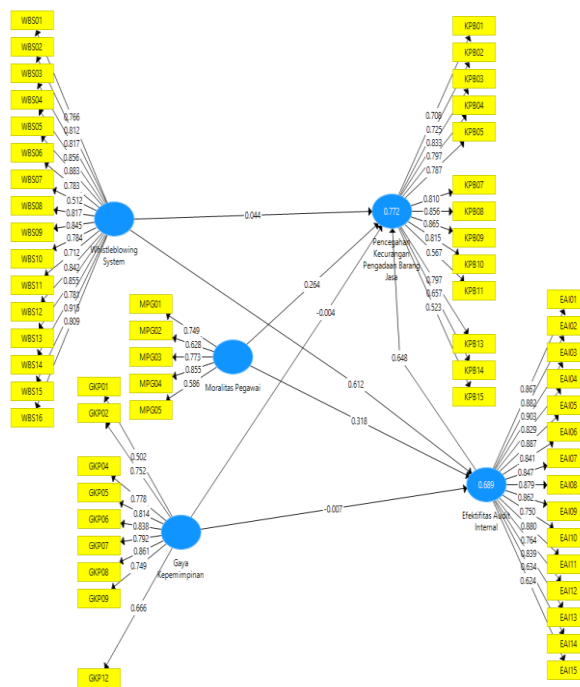 WBS01
WBS02
WBS03
WBS04
WBS05
WBS06
WBS07
WBS08
WBS09
WBS10
WBS11
WBS12
WBS13
WBS14
WBS15
WBS16
0.766
0.812
0.817
0.856
0.883
0.783
0.512
0.817
0.845
0.784
0.712
0.842
0.855
0.787
0.915
0.809
Whistleblowing
System
0.044
KPB01
KPB02
KPB03
KPB04
KPB05
KPB07
KPB08
KPB09
KPB10
KPB11
KPB13
KPB14
KPB15
0.708
0.725
0.833
0.797
0.787
0.810
0.856
0.865
0.815
0.567
0.797
0.657
0.523
0.772
Pencegahan
Kecurangan
Pengadaan Barang
Jasa
0.264
-0.004
0.648
0.612
0.318
-0.007
MPG01
MPG02
MPG03
MPG04
MPG05
0.749
0.628
0.773
0.855
0.586
Moralitas Pegawai
GKP01
GKP02
GKP04
GKP05
GKP06
GKP07
GKP08
GKP09
GKP12
0.502
0.752
0.778
0.814
0.838
0.792
0.861
0.749
0.666
Gaya
Kepemimpinan
EAI01
EAI02
EAI03
EAI04
EAI05
EAI06
EAI07
EAI08
EAI09
EAI10
EAI11
EAI12
EAI13
EAI14
EAI15
0.867
0.882
0.903
0.829
0.887
0.841
0.847
0.879
0.862
0.750
0.880
0.764
0.839
0.634
0.624
0.689
Efektifitas Audit
Internal